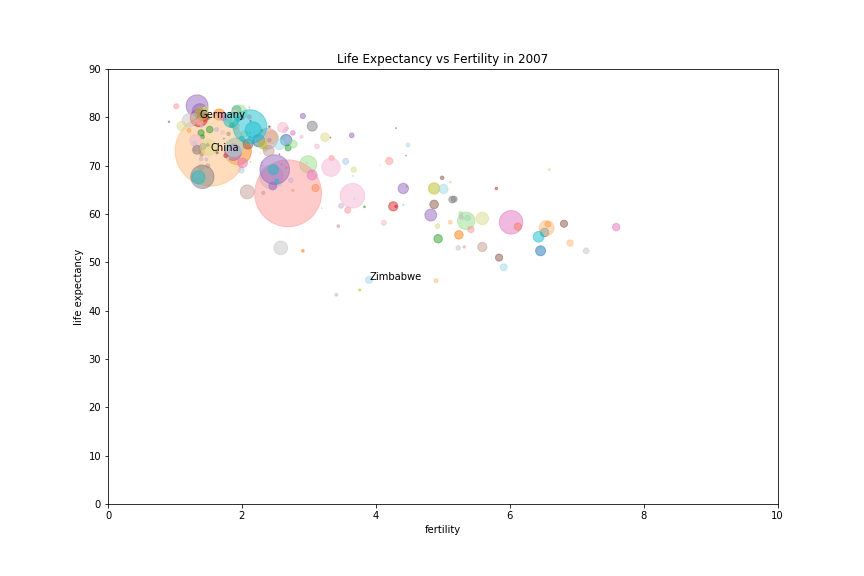 Life Expectancy vs Fertility in 2007
90
80
70
60
50
40
30
20
10
0
life expectancy
Germany
China
Zimbabwe
0 2 4 6 8 10
fertility